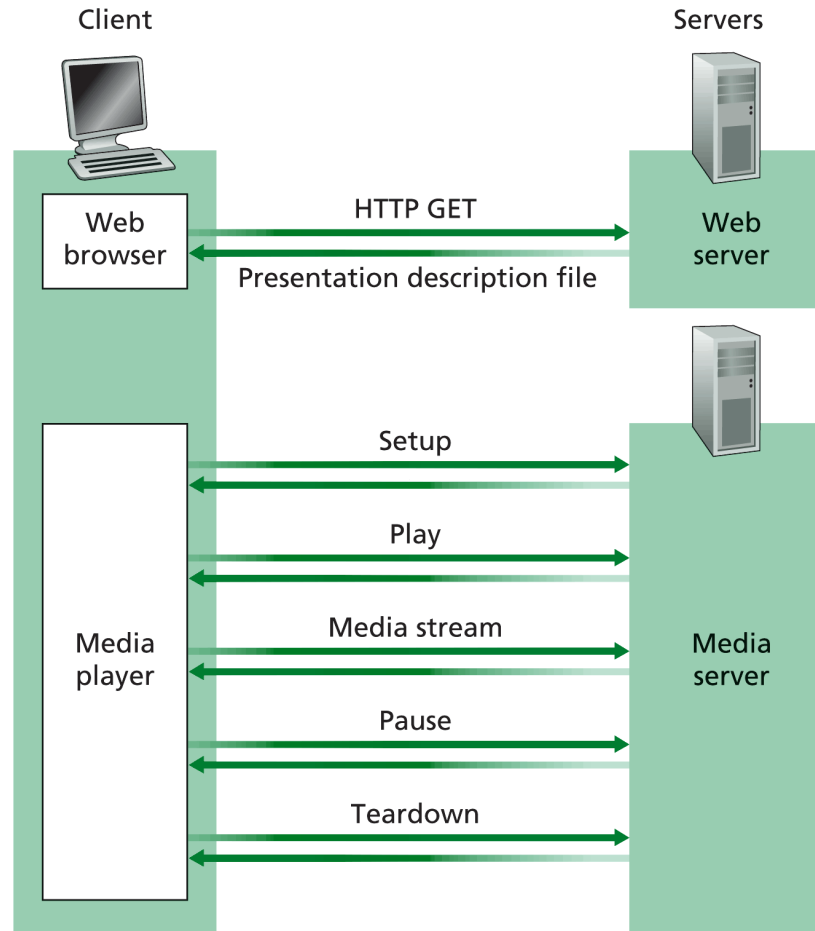 Client
Servers
Web
browser
HTTP GET
Presentation description file
Web
server
Media
player
Setup
Play
Media stream
Pause
Teardown
Media
server